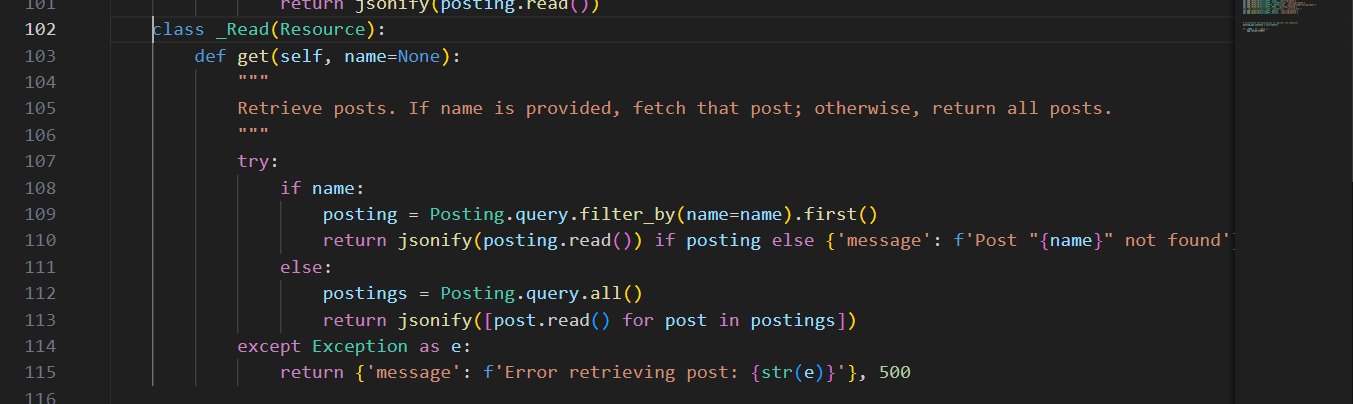 101 return jsonify(posting.read())
102 class _Read(Resource):
103 def get(self, name=None):
104 """
105 Retrieve posts. If name is provided, fetch that post; otherwise, return all posts.
106 """
107 try:
108 if name:
109 posting = Posting.query.filter_by(name=name).first()
110 return jsonify(posting.read()) if posting else {'message': f'Post "{name}" not found'}
111 else:
112 postings = Posting.query.all()
113 return jsonify([post.read() for post in postings])
114 except Exception as e:
115 return {'message': f'Error retrieving post: {str(e)}'}, 500
116